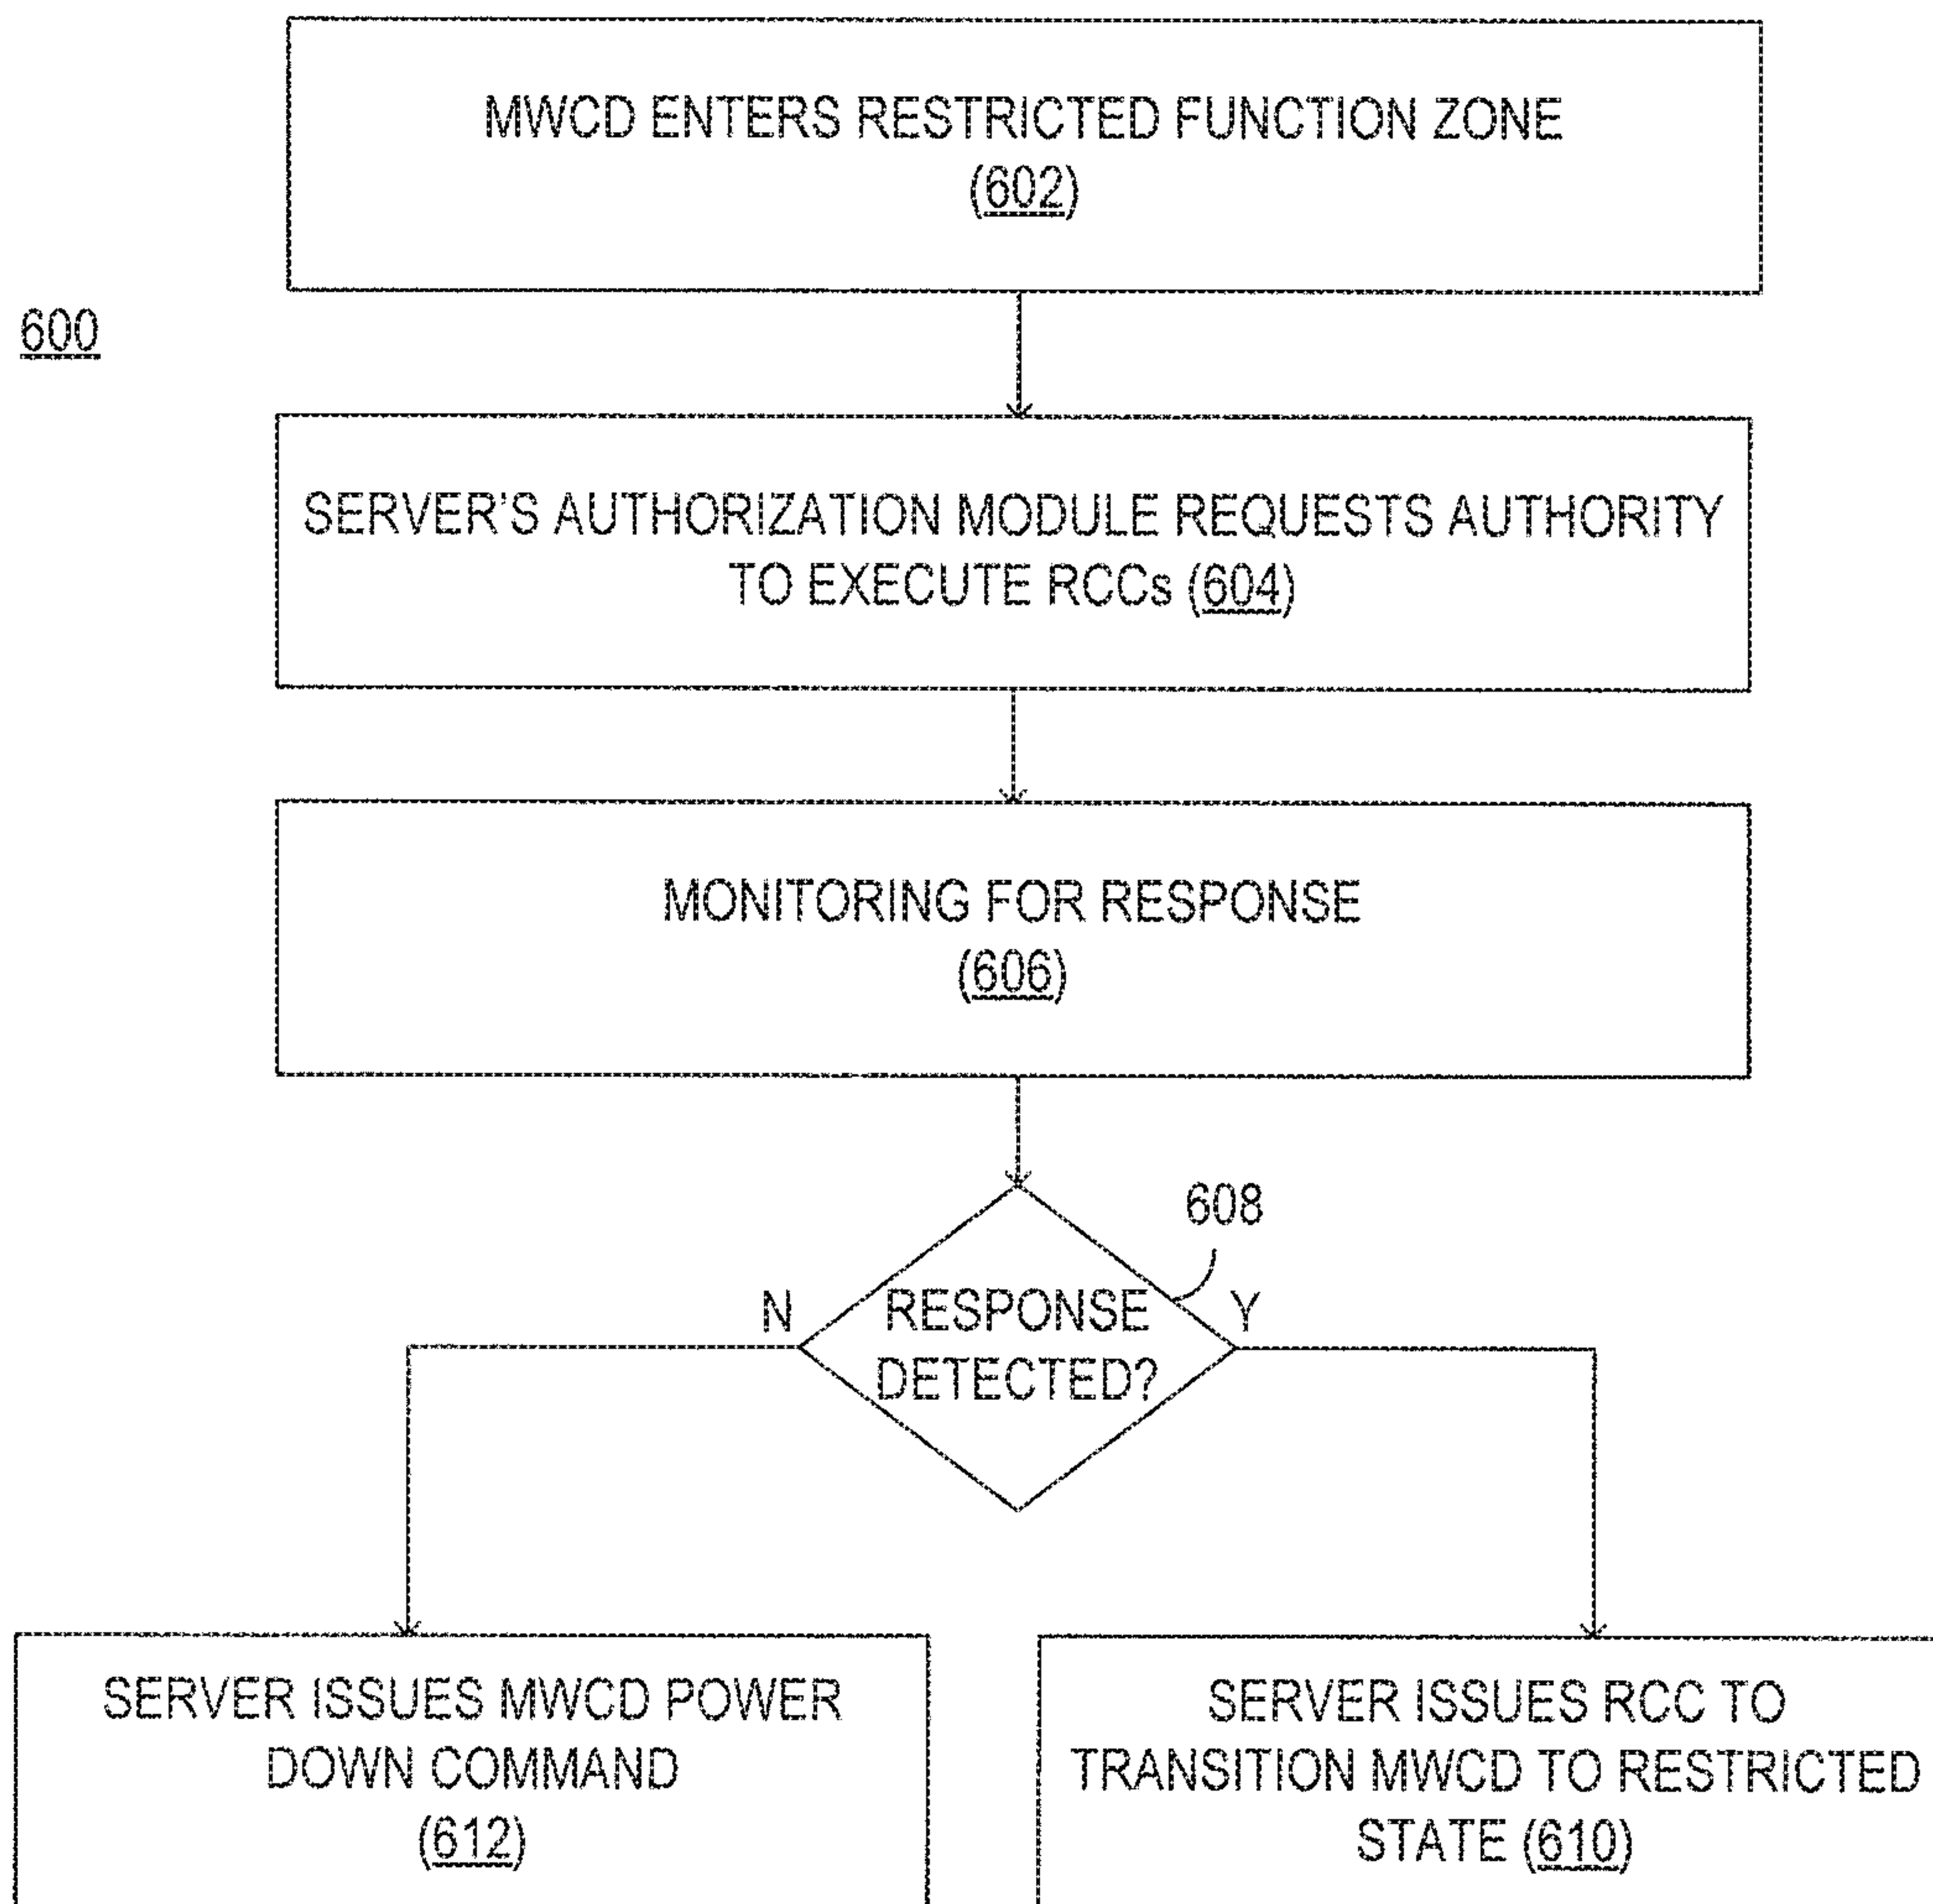 MWCD ENTERS RESTRICTED FUNCTION ZONE
(602)
600
SERVER'S AUTHORIZATION MODULE REQUESTS AUTHORITY
TO EXECUTE RCCs (604)
MONITORING FOR RESPONSE
(606)
608
N
RESPONSE
DETECTED?
Y
SERVER ISSUES MWCD POWER
DOWN COMMAND
(612)
SERVER ISSUES RCC TO
TRANSITION MWCD TO RESTRICTED
STATE (610)